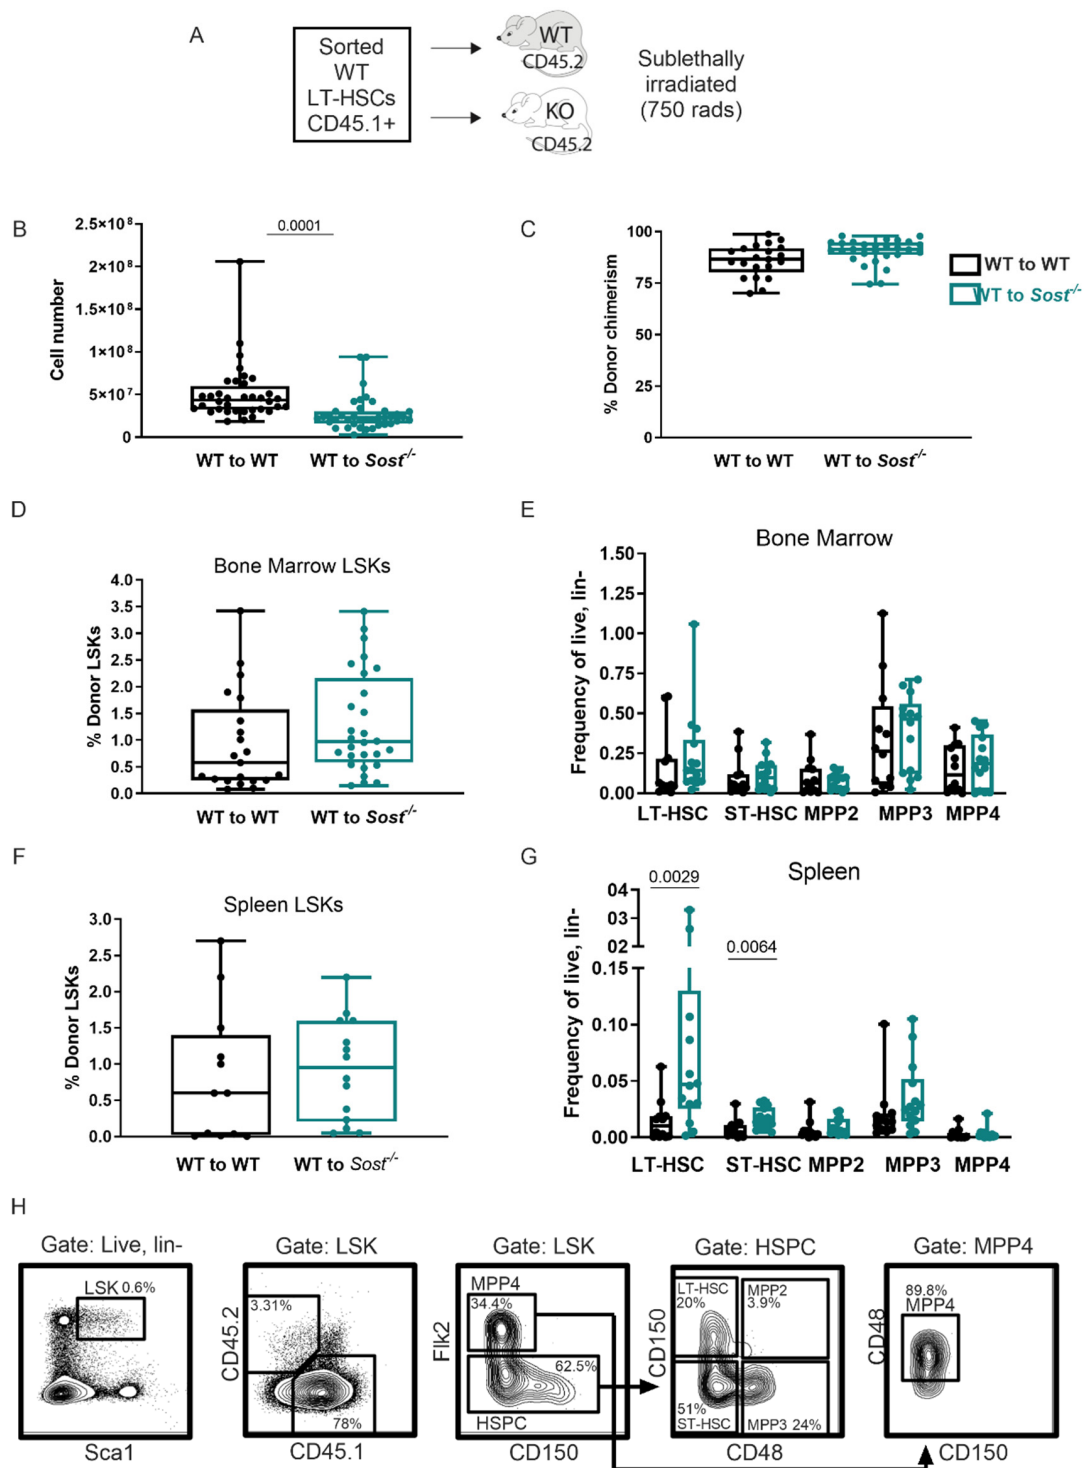 A
Sorted
WT
LT-HSCs
CD45.1+
WT
CD45.2
KO
CD45.2
Sublethally
irradiated
(750 rads)
B
Cell number
2.5×10⁸
2×10⁸
1.5×10⁸
1×10⁸
5×10⁷
0
0.0001
WT to WT
WT to Sost-/-
C
% Donor chimerism
100
75
50
25
0
WT to WT
WT to Sost-/-
WT to WT
WT to Sost-/-
D
Bone Marrow LSKs
% Donor LSKs
4.0
3.5
3.0
2.5
2.0
1.5
1.0
0.5
0.0
WT to WT
WT to Sost-/-
E
Bone Marrow
Frequency of live, lin-
1.50
1.25
1.00
0.75
0.50
0.25
0.00
LT-HSC
ST-HSC
MPP2
MPP3
MPP4
F
Spleen LSKs
% Donor LSKs
3.0
2.5
2.0
1.5
1.0
0.5
0.0
WT to WT
WT to Sost-/-
G
Spleen
Frequency of live, lin-
04
03
02
0.15
0.10
0.05
0.00
0.0029
0.0064
LT-HSC
ST-HSC
MPP2
MPP3
MPP4
H
Gate: Live, lin-
LSK 0.6%
Sca1
Gate: LSK
CD45.2
3.31%
78%
CD45.1
Gate: LSK
Flk2
MPP4
34.4%
62.5%
HSPC
CD150
Gate: HSPC
CD150
LT-HSC
20%
MPP2
3.9%
51%
ST-HSC
MPP3 24%
CD48
Gate: MPP4
CD48
89.8%
MPP4
CD150